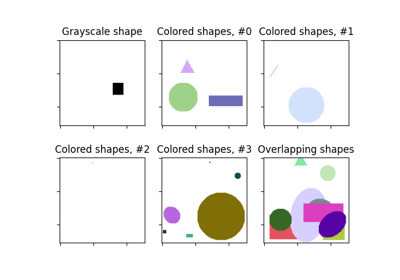 Grayscale shape
Colored shapes, #0
Colored shapes, #1
Colored shapes, #2
Colored shapes, #3
Overlapping shapes